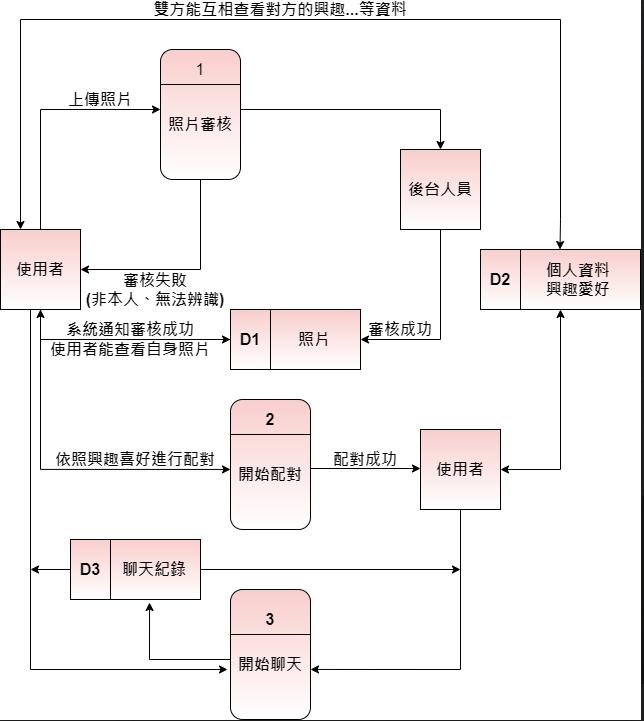 雙方能互相查看對方的興趣...等資料
1
上傳照片
照片審核
後台人員
使用者
審核失敗
(非本人、無法辨識)
D2
個人資料
興趣愛好
系統通知審核成功
使用者能查看自身照片
D1
照片
審核成功
2
依照興趣喜好進行配對
開始配對
配對成功
使用者
D3
聊天紀錄
3
開始聊天